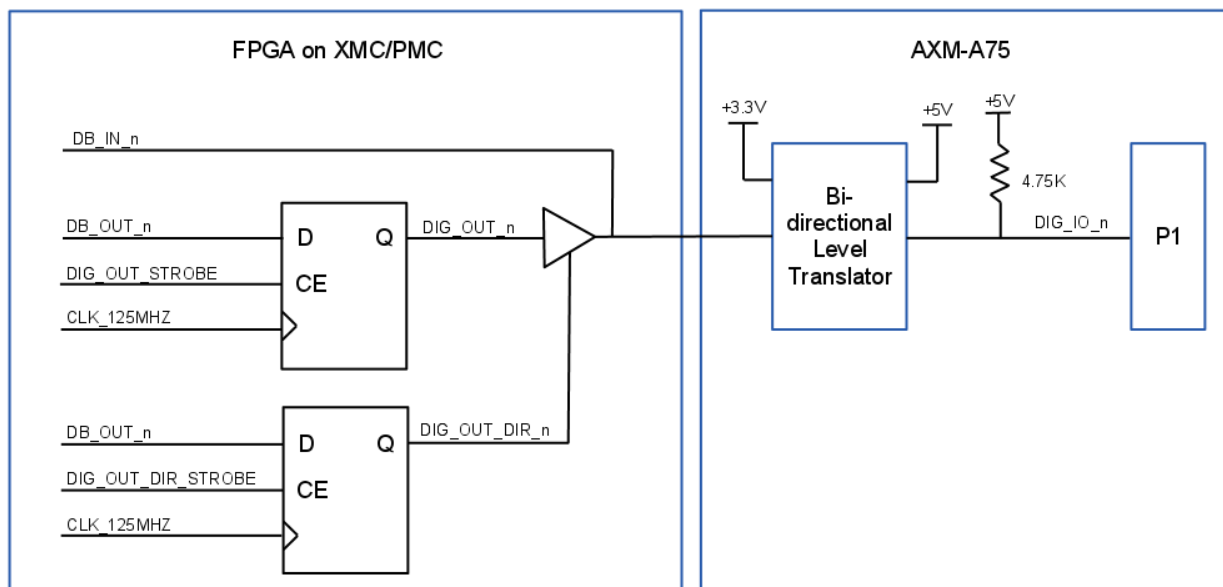 FPGA on XMC/PMC
DB_IN_n
DB_OUT_n
D
Q
DIG_OUT_n
DIG_OUT_STROBE
CE
CLK_125MHZ
DB_OUT_n
D
Q
DIG_OUT_DIR_n
DIG_OUT_DIR_STROBE
CE
CLK_125MHZ
AXM-A75
+3.3V
+5V
+5V
4.75K
Bi-
directional
Level
Translator
DIG_IO_n
P1